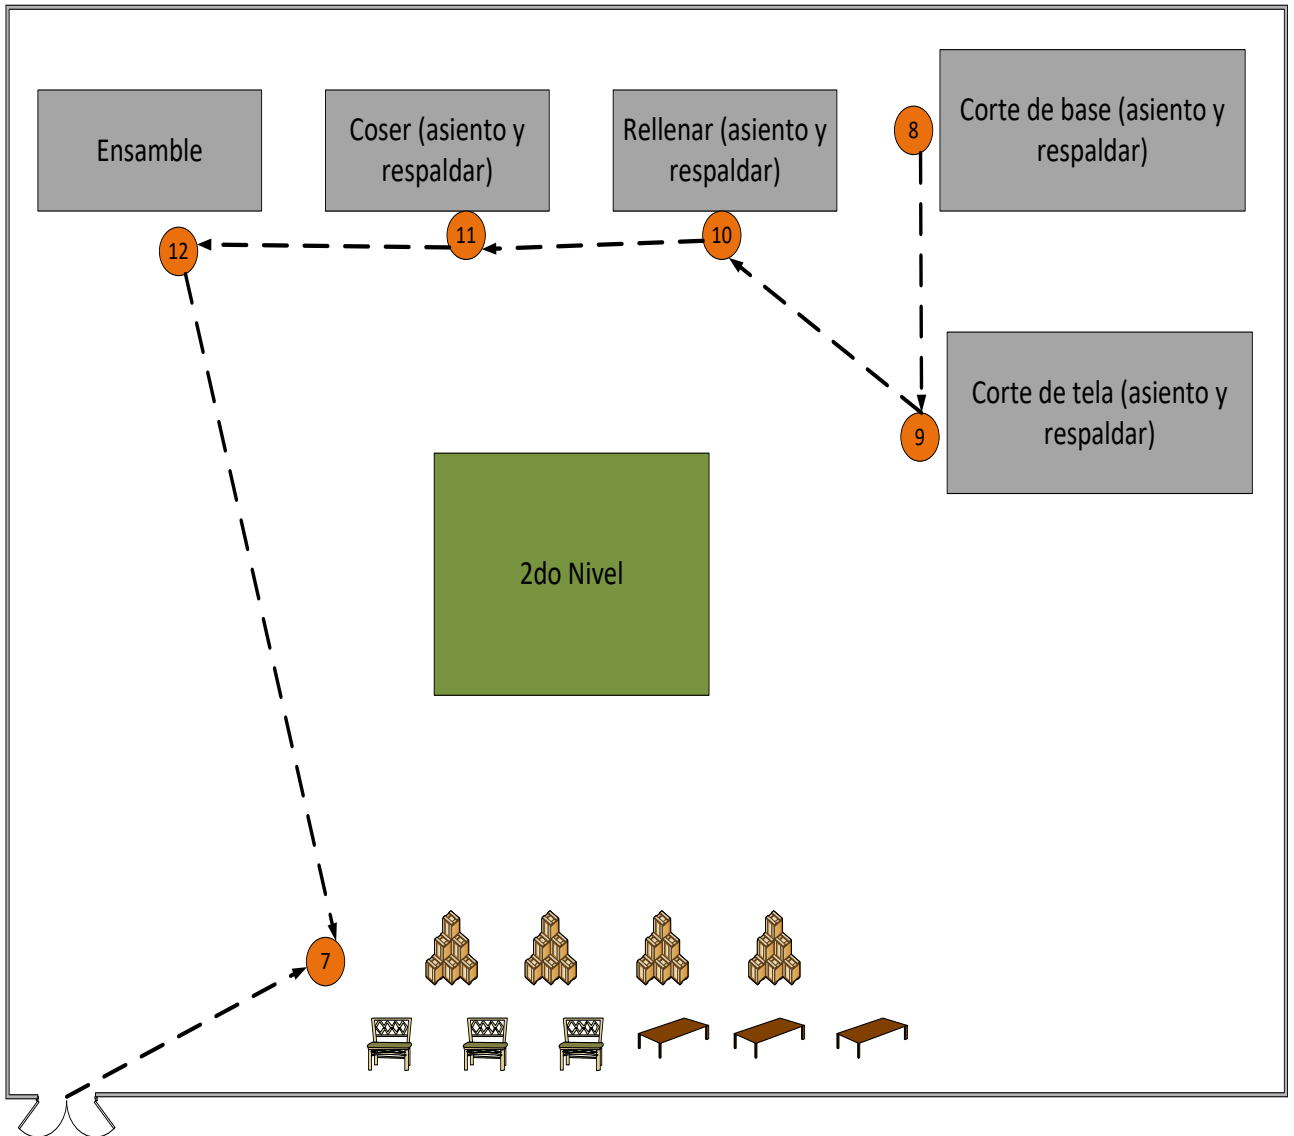 Ensamble
Coser (asiento y
respaldar)
Rellenar (asiento y
respaldar)
8
Corte de base (asiento y
respaldar)
12
11
10
9
Corte de tela (asiento y
respaldar)
2do Nivel
7